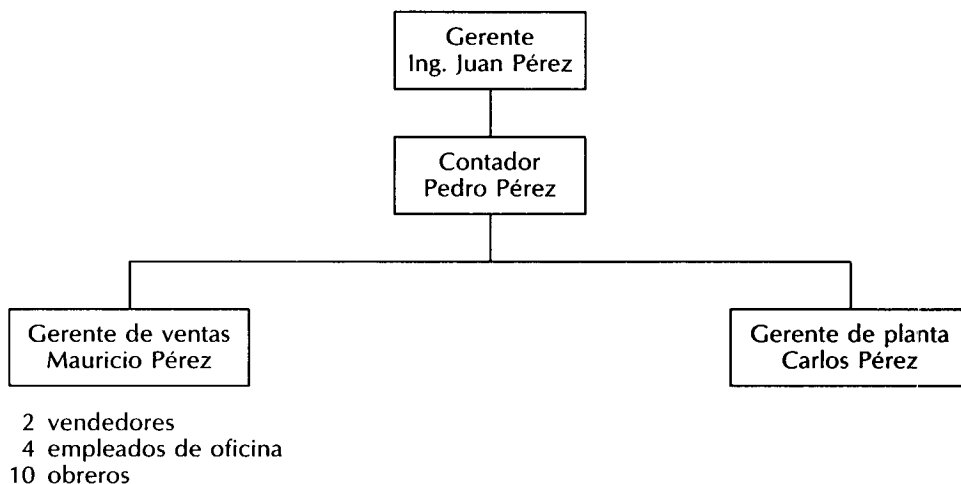 Gerente
Ing. Juan Pérez
Contador
Pedro Pérez
Gerente de ventas
Mauricio Pérez
Gerente de planta
Carlos Pérez
2 vendedores
4 empleados de oficina
10 obreros